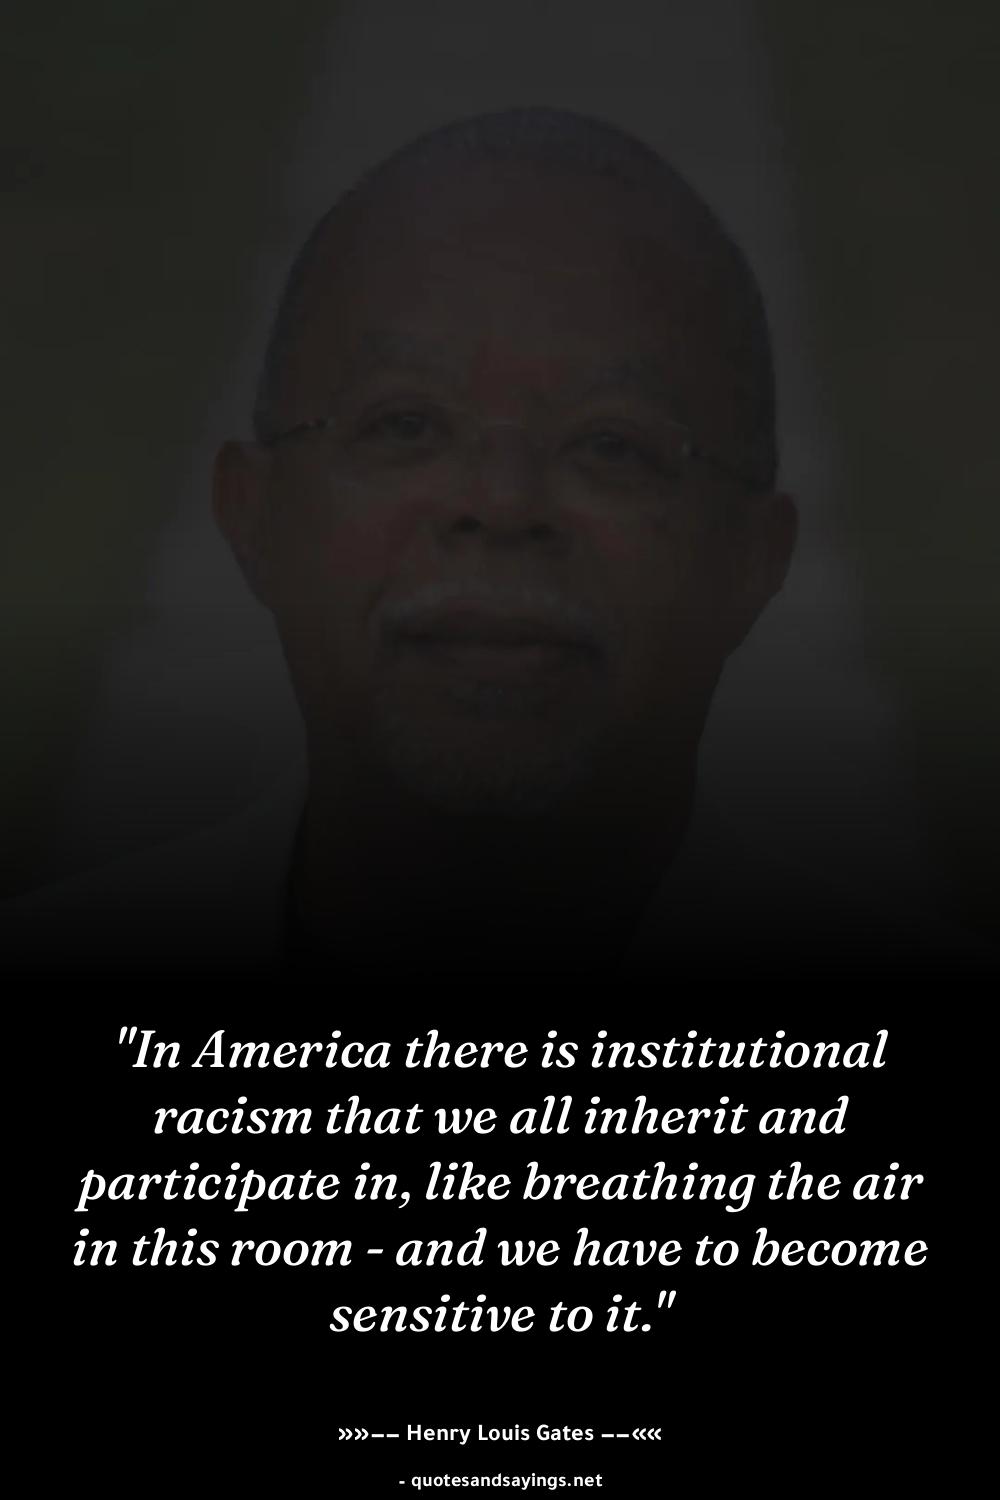 "In America there is institutional
racism that we all inherit and
participate in, like breathing the air
in this room - and we have to become
sensitive to it."
»»−− Henry Louis Gates −−««
- quotesandsayings.net